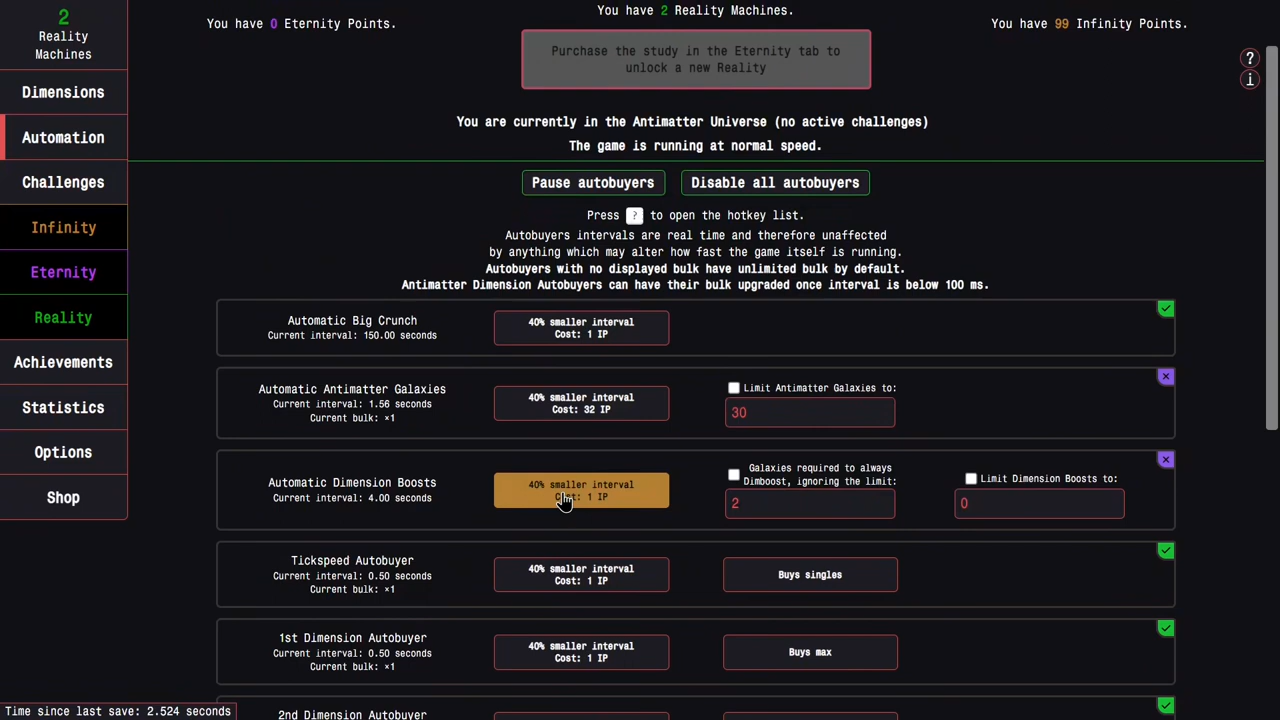 2
Reality
Machines
Dimensions
Automation
Challenges
Infinity
Eternity
Reality
Achievements
Statistics
Options
Shop
You have 0 Eternity Points.
You have 2 Reality Machines.
You have 99 Infinity Points.
Purchase the study in the Eternity tab to
unlock a new Reality
?
i
You are currently in the Antimatter Universe (no active challenges)
The game is running at normal speed.
Pause autobuyers
Disable all autobuyers
Press ? to open the hotkey list.
Autobuyers intervals are real time and therefore unaffected
by anything which may alter how fast the game itself is running.
Autobuyers with no displayed bulk have unlimited bulk by default.
Antimatter Dimension Autobuyers can have their bulk upgraded once interval is below 100 ms.
Automatic Big Crunch
Current interval: 150.00 seconds
40% smaller interval
Cost: 1 IP
Automatic Antimatter Galaxies
Current interval: 1.56 seconds
Current bulk: ×1
40% smaller interval
Cost: 32 IP
Limit Antimatter Galaxies to:
30
Automatic Dimension Boosts
Current interval: 4.00 seconds
40% smaller interval
Cost: 1 IP
Galaxies required to always
Dimboost, ignoring the limit:
2
Limit Dimension Boosts to:
0
Tickspeed Autobuyer
Current interval: 0.50 seconds
Current bulk: ×1
40% smaller interval
Cost: 1 IP
Buys singles
1st Dimension Autobuyer
Current interval: 0.50 seconds
Current bulk: ×1
40% smaller interval
Cost: 1 IP
Buys max
2nd Dimension Autobuyer
Time since last save: 2.524 seconds